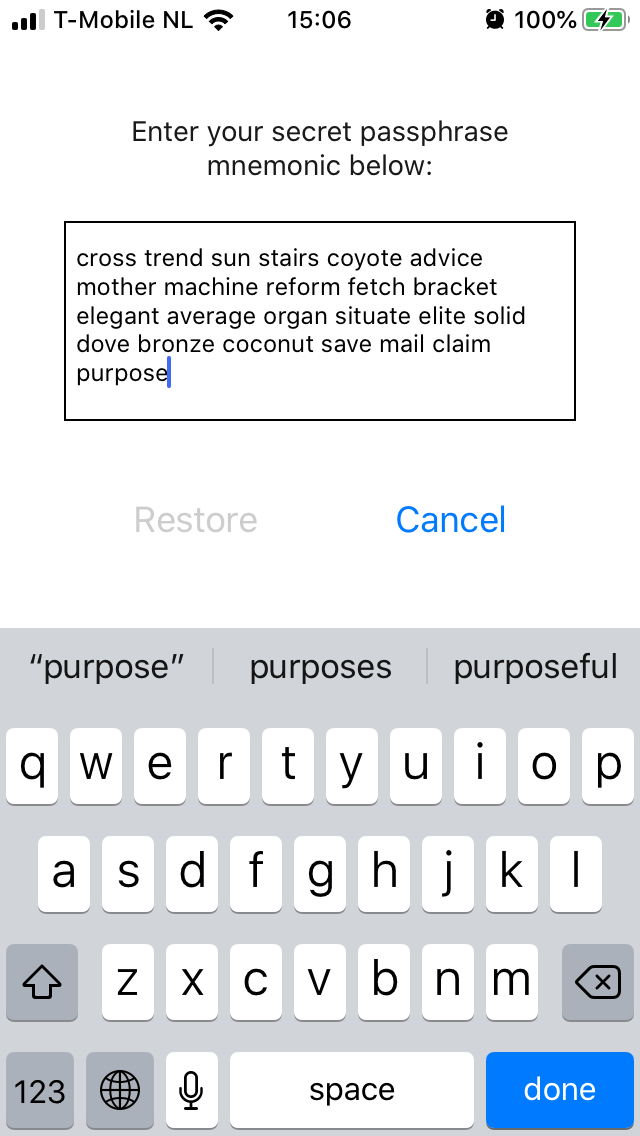 T-Mobile NL 15:06 100%
Enter your secret passphrase
mnemonic below:
cross trend sun stairs coyote advice
mother machine reform fetch bracket
elegant average organ situate elite solid
dove bronze coconut save mail claim
purpose
Restore Cancel
“purpose” purposes purposeful
q w e r t y u i o p
a s d f g h j k l
z x c v b n m
123 space done